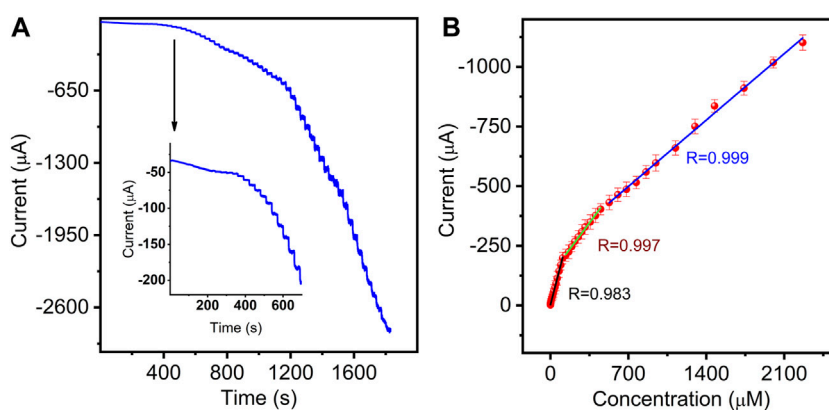 A
Current (μA)
-650
-1300
-1950
-2600
400
800
1200
1600
Time (s)
Current (μA)
-50
-100
-150
-200
200
400
600
Time (s)
B
Current (μA)
-1000
-750
-500
-250
0
0
700
1400
2100
Concentration (μM)
R=0.999
R=0.997
R=0.983